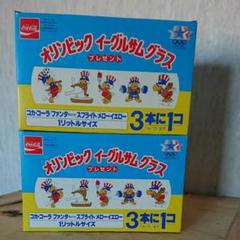 Coca-Cola
オリンピック イーグルサム グラス
プレゼント
コカ・コーラ ファンタ スプライト メローイエロー
1リットルサイズ
3本に1コ
Coca-Cola
オリンピック イーグルサム グラス
プレゼント
コカ・コーラ ファンタ スプライト メローイエロー
1リットルサイズ
3本に1コ